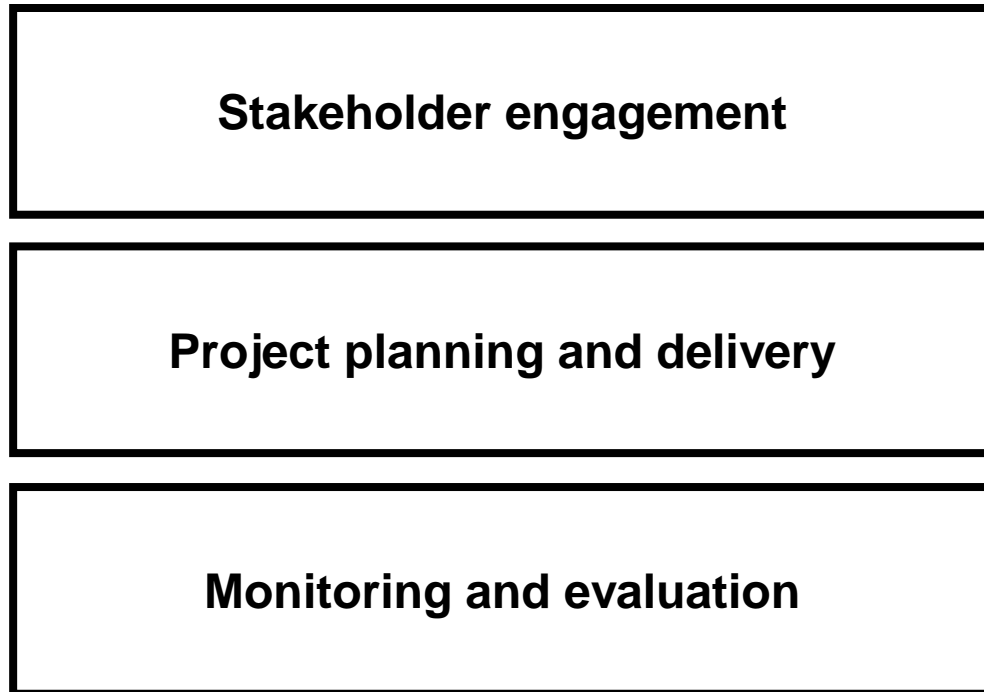 Stakeholder engagement
Project planning and delivery
Monitoring and evaluation